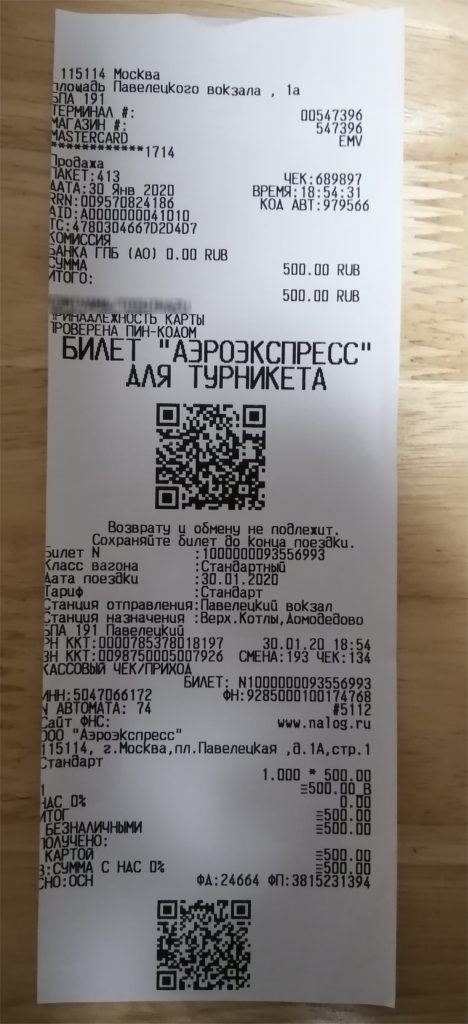 115114 Москва
площадь Павелецкого вокзала , 1а
БПА 191
ТЕРМИНАЛ #: 00547396
МАГАЗИН #: 547396
MASTERCARD EMV
************1714
Продажа
ПАКЕТ:413 ЧЕК:689897
ДАТА:30 Янв 2020 ВРЕМЯ:18:54:31
RRN:009570824186 КОД АВТ:979566
AID:A0000000041010
TC:4780304667D2D4D7
КОМИССИЯ
БАНКА ГПБ (АО) 0.00 RUB
СУММА 500.00 RUB
ИТОГО:
500.00 RUB
ПРИНАДЛЕЖНОСТЬ КАРТЫ
ПРОВЕРЕНА ПИН-КОДОМ
БИЛЕТ "АЭРОЭКСПРЕСС"
ДЛЯ ТУРНИКЕТА
Возврату и обмену не подлежит.
Сохраняйте билет до конца поездки.
Билет N :1000000093556993
Класс вагона :Стандартный
Дата поездки :30.01.2020
Тариф :Стандарт
Станция отправления:Павелецкий вокзал
Станция назначения :Верх.Котлы,Домодедово
БПА 191 Павелецкий
РН ККТ:0000785378018197 30.01.20 18:54
ЗН ККТ:0098750005007926 СМЕНА:193 ЧЕК:134
КАССОВЫЙ ЧЕК/ПРИХОД
БИЛЕТ: N1000000093556993
ИНН:5047066172 ФН:9285000100174768
N АВТОМАТА: 74 #5112
Сайт ФНС: www.nalog.ru
ООО "Аэроэкспресс"
115114, г.Москва,пл.Павелецкая ,д.1А,стр.1
Стандарт
1.000 * 500.00
1 ≡500.00 В
НДС 0% 0.00
ИТОГ ≡500.00
БЕЗНАЛИЧНЫМИ ≡500.00
ПОЛУЧЕНО:
КАРТОЙ ≡500.00
В:СУММА С НДС 0% ≡500.00
СНО:ОСН ФД:24664 ФП:3815231394